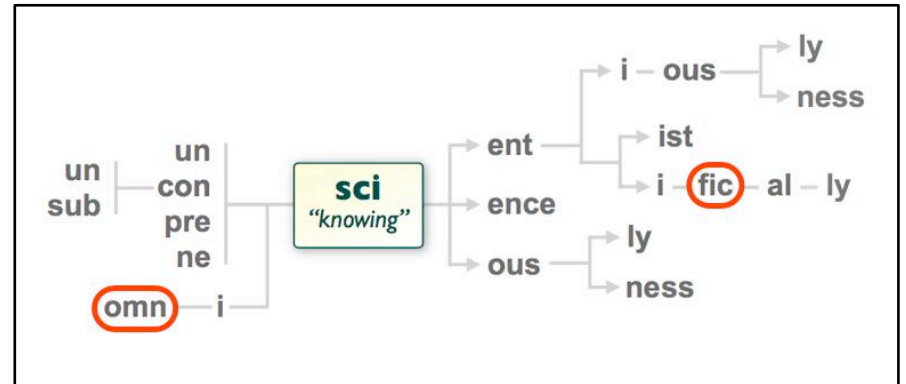 un
sub
un
con
pre
ne
omn i
sci
"knowing"
ent
ence
ous
i ous
ly
ness
ist
i fic al ly
ly
ness